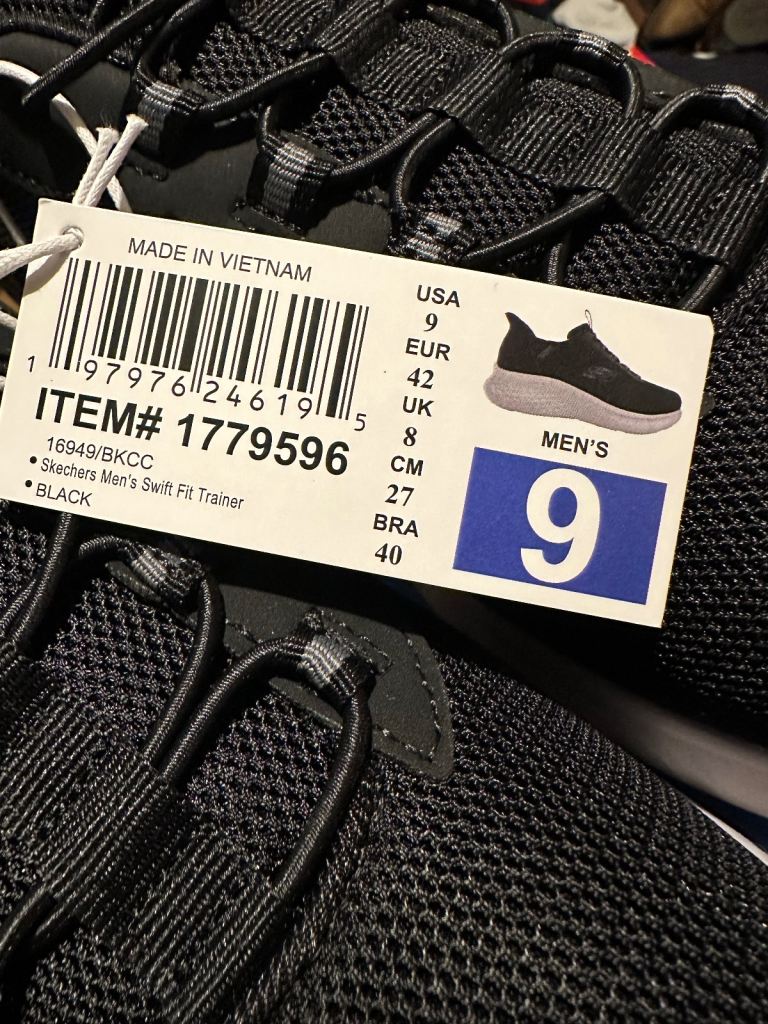 MADE IN VIETNAM
1 97976 24619 5
ITEM# 1779596
16949/BKCC
• Skechers Men's Swift Fit Trainer
• BLACK
USA
9
EUR
42
UK
8
CM
27
BRA
40
MEN'S
9